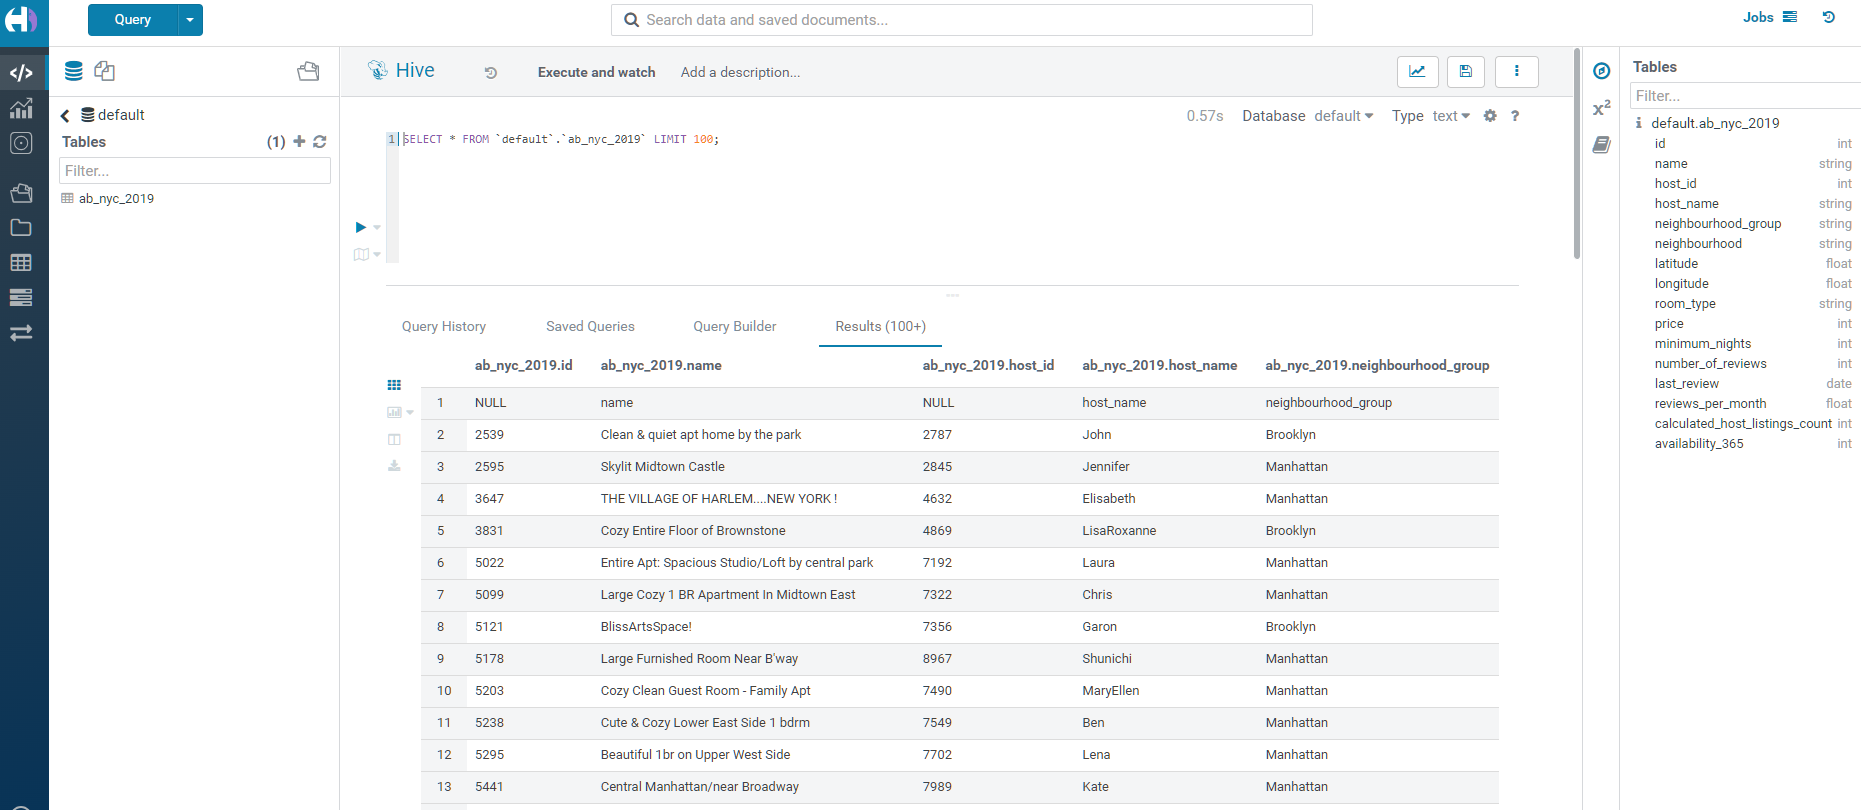 Query
Search data and saved documents...
Jobs
Hive
Execute and watch
Add a description...
default
Tables
(1)
Filter...
ab_nyc_2019
0.57s
Database default
Type text
?
1 SELECT * FROM `default`.`ab_nyc_2019` LIMIT 100;
Query History
Saved Queries
Query Builder
Results (100+)
ab_nyc_2019.id ab_nyc_2019.name ab_nyc_2019.host_id ab_nyc_2019.host_name ab_nyc_2019.neighbourhood_group
1 NULL name NULL host_name neighbourhood_group
2 2539 Clean & quiet apt home by the park 2787 John Brooklyn
3 2595 Skylit Midtown Castle 2845 Jennifer Manhattan
4 3647 THE VILLAGE OF HARLEM....NEW YORK ! 4632 Elisabeth Manhattan
5 3831 Cozy Entire Floor of Brownstone 4869 LisaRoxanne Brooklyn
6 5022 Entire Apt: Spacious Studio/Loft by central park 7192 Laura Manhattan
7 5099 Large Cozy 1 BR Apartment In Midtown East 7322 Chris Manhattan
8 5121 BlissArtsSpace! 7356 Garon Brooklyn
9 5178 Large Furnished Room Near B'way 8967 Shunichi Manhattan
10 5203 Cozy Clean Guest Room - Family Apt 7490 MaryEllen Manhattan
11 5238 Cute & Cozy Lower East Side 1 bdrm 7549 Ben Manhattan
12 5295 Beautiful 1br on Upper West Side 7702 Lena Manhattan
13 5441 Central Manhattan/near Broadway 7989 Kate Manhattan
x²
Tables
Filter...
default.ab_nyc_2019
id int
name string
host_id int
host_name string
neighbourhood_group string
neighbourhood string
latitude float
longitude float
room_type string
price int
minimum_nights int
number_of_reviews int
last_review date
reviews_per_month float
calculated_host_listings_count int
availability_365 int